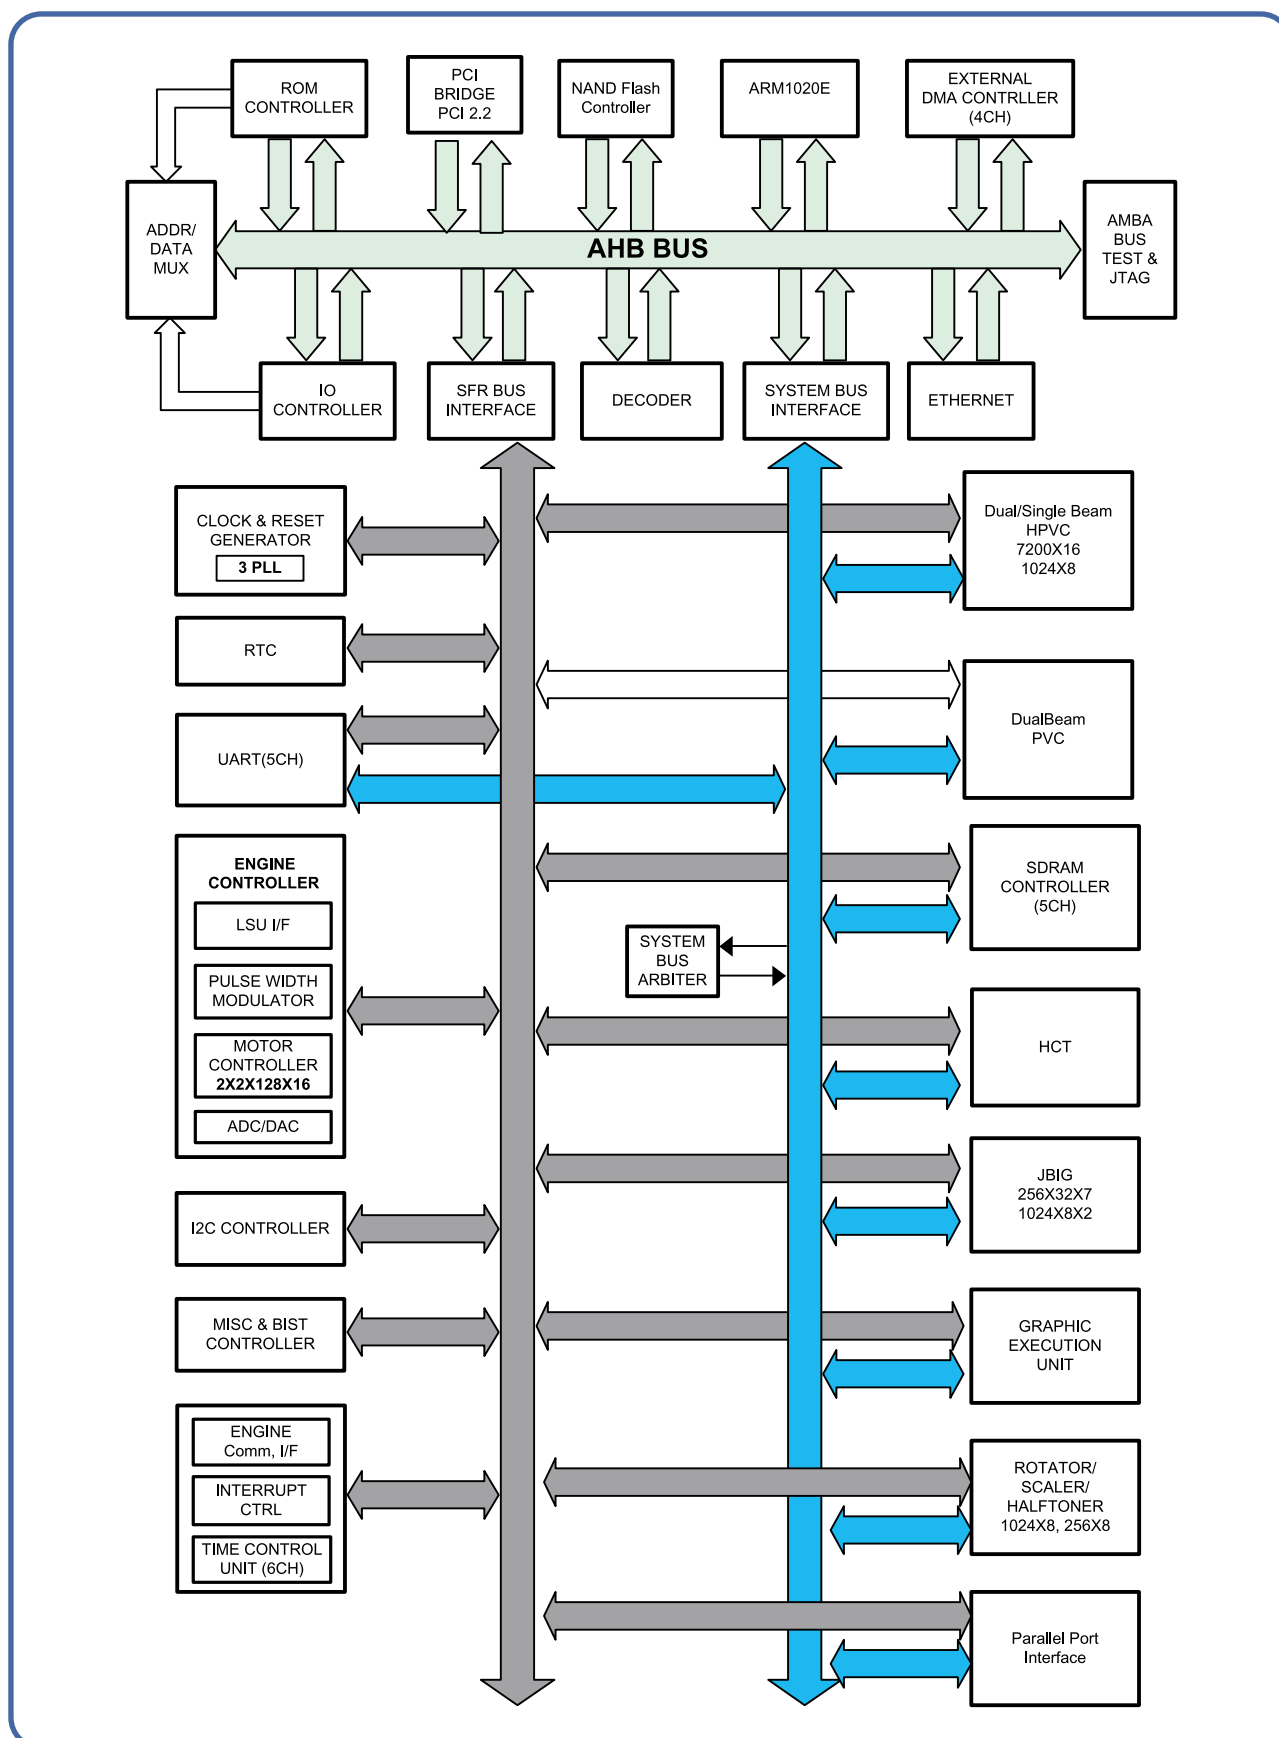 ROM
CONTROLLER
PCI
BRIDGE
PCI 2.2
NAND Flash
Controller
ARM1020E
EXTERNAL
DMA CONTRLLER
(4CH)
ADDR/
DATA
MUX
AHB BUS
AMBA
BUS
TEST &
JTAG
IO
CONTROLLER
SFR BUS
INTERFACE
DECODER
SYSTEM BUS
INTERFACE
ETHERNET
CLOCK & RESET
GENERATOR
3 PLL
Dual/Single Beam
HPVC
7200X16
1024X8
RTC
DualBeam
PVC
UART(5CH)
ENGINE
CONTROLLER
LSU I/F
PULSE WIDTH
MODULATOR
MOTOR
CONTROLLER
2X2X128X16
ADC/DAC
SDRAM
CONTROLLER
(5CH)
SYSTEM
BUS
ARBITER
HCT
JBIG
256X32X7
1024X8X2
I2C CONTROLLER
MISC & BIST
CONTROLLER
GRAPHIC
EXECUTION
UNIT
ENGINE
Comm, I/F
INTERRUPT
CTRL
TIME CONTROL
UNIT (6CH)
ROTATOR/
SCALER/
HALFTONER
1024X8, 256X8
Parallel Port
Interface